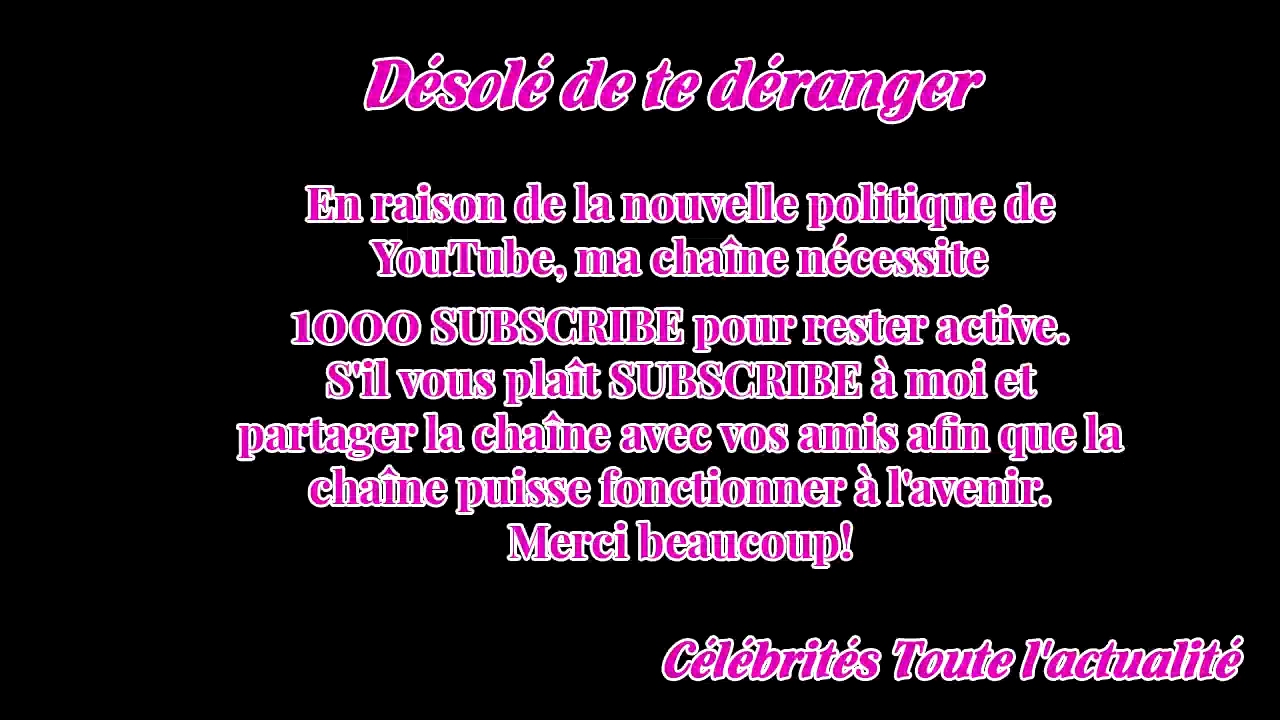 Désolé de te déranger
En raison de la nouvelle politique de
YouTube, ma chaîne nécessite
1000 SUBSCRIBE pour rester active.
S'il vous plaît SUBSCRIBE à moi et
partager la chaîne avec vos amis afin que la
chaîne puisse fonctionner à l'avenir.
Merci beaucoup!
Célébrités Toute l'actualité